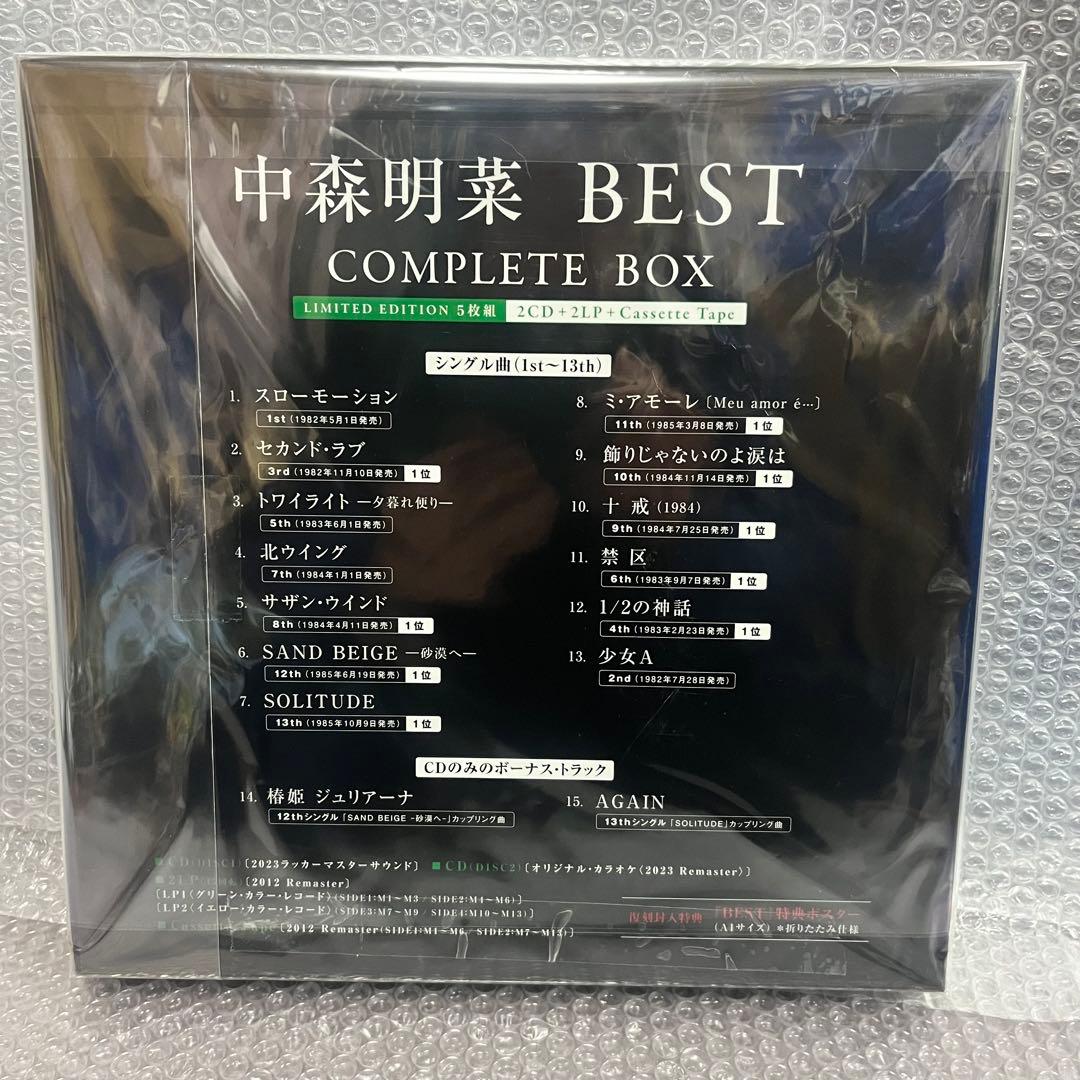 中森明菜 BEST
COMPLETE BOX
LIMITED EDITION 5枚組 2CD+2LP+Cassette Tape
シングル曲(1st〜13th)
1. スローモーション
1st(1982年5月1日発売)
2. セカンド・ラブ
3rd(1982年11月10日発売) 1位
3. トワイライト —夕暮れ便り—
5th(1983年6月1日発売)
4. 北ウイング
7th(1984年1月1日発売)
5. サザン・ウインド
8th(1984年4月11日発売) 1位
6. SAND BEIGE —砂漠へ—
12th(1985年6月19日発売) 1位
7. SOLITUDE
13th(1985年10月9日発売) 1位
8. ミ・アモーレ〔Meu amor é…〕
11th(1985年3月8日発売) 1位
9. 飾りじゃないのよ涙は
10th(1984年11月14日発売) 1位
10. 十戒(1984)
9th(1984年7月25日発売) 1位
11. 禁区
6th(1983年9月7日発売) 1位
12. 1/2の神話
4th(1983年2月23日発売) 1位
13. 少女A
2nd(1982年7月28日発売)
CDのみのボーナス・トラック
14. 椿姫 ジュリアーナ
12thシングル「SAND BEIGE -砂漠へ-」カップリング曲
15. AGAIN
13thシングル「SOLITUDE」カップリング曲
■CD(DISC1)〔2023ラッカーマスターサウンド〕 ■CD(DISC2)〔オリジナル・カラオケ〈2023 Remaster〉〕
■2LP 〔2012 Remaster〕
〔LP1〈グリーン・カラー・レコード〉(SIDE1:M1〜M3 / SIDE2:M4〜M6)〕
〔LP2〈イエロー・カラー・レコード〉(SIDE3:M7〜M9 / SIDE4:M10〜M13)〕
■Cassette Tape〔2012 Remaster(SIDE1:M1〜M6 / SIDE2:M7〜M13)〕
復刻封入特典 「BEST」特典ポスター
(A1サイズ)*折りたたみ仕様